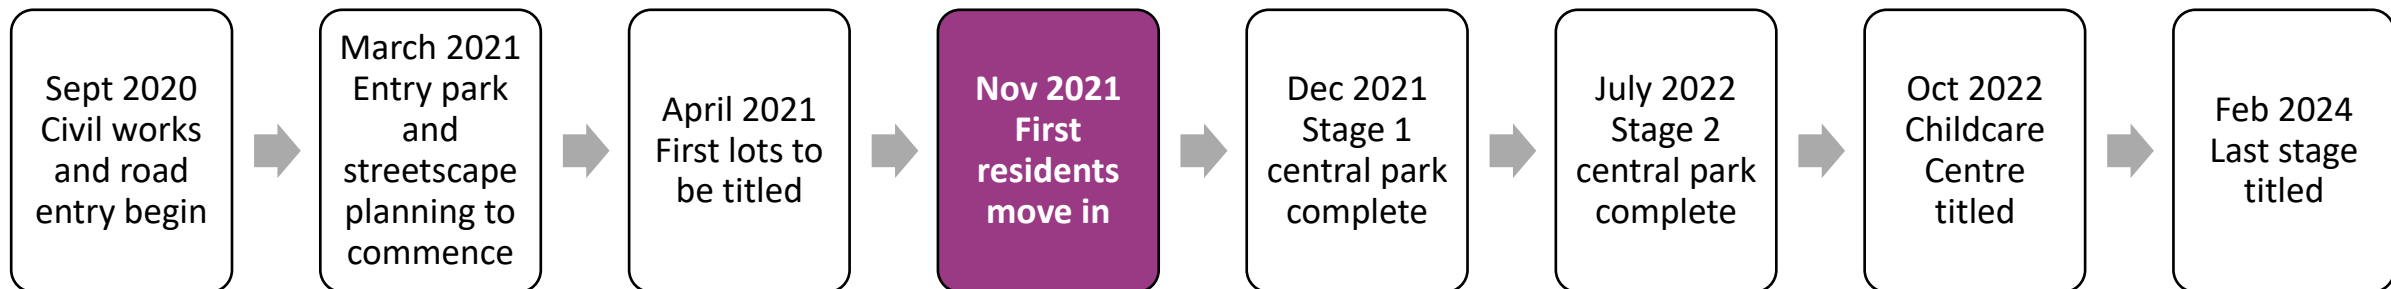 Sept 2020
Civil works
and road
entry begin
March 2021
Entry park
and
streetscape
planning to
commence
April 2021
First lots to
be titled
Nov 2021
First
residents
move in
Dec 2021
Stage 1
central park
complete
July 2022
Stage 2
central park
complete
Oct 2022
Childcare
Centre
titled
Feb 2024
Last stage
titled